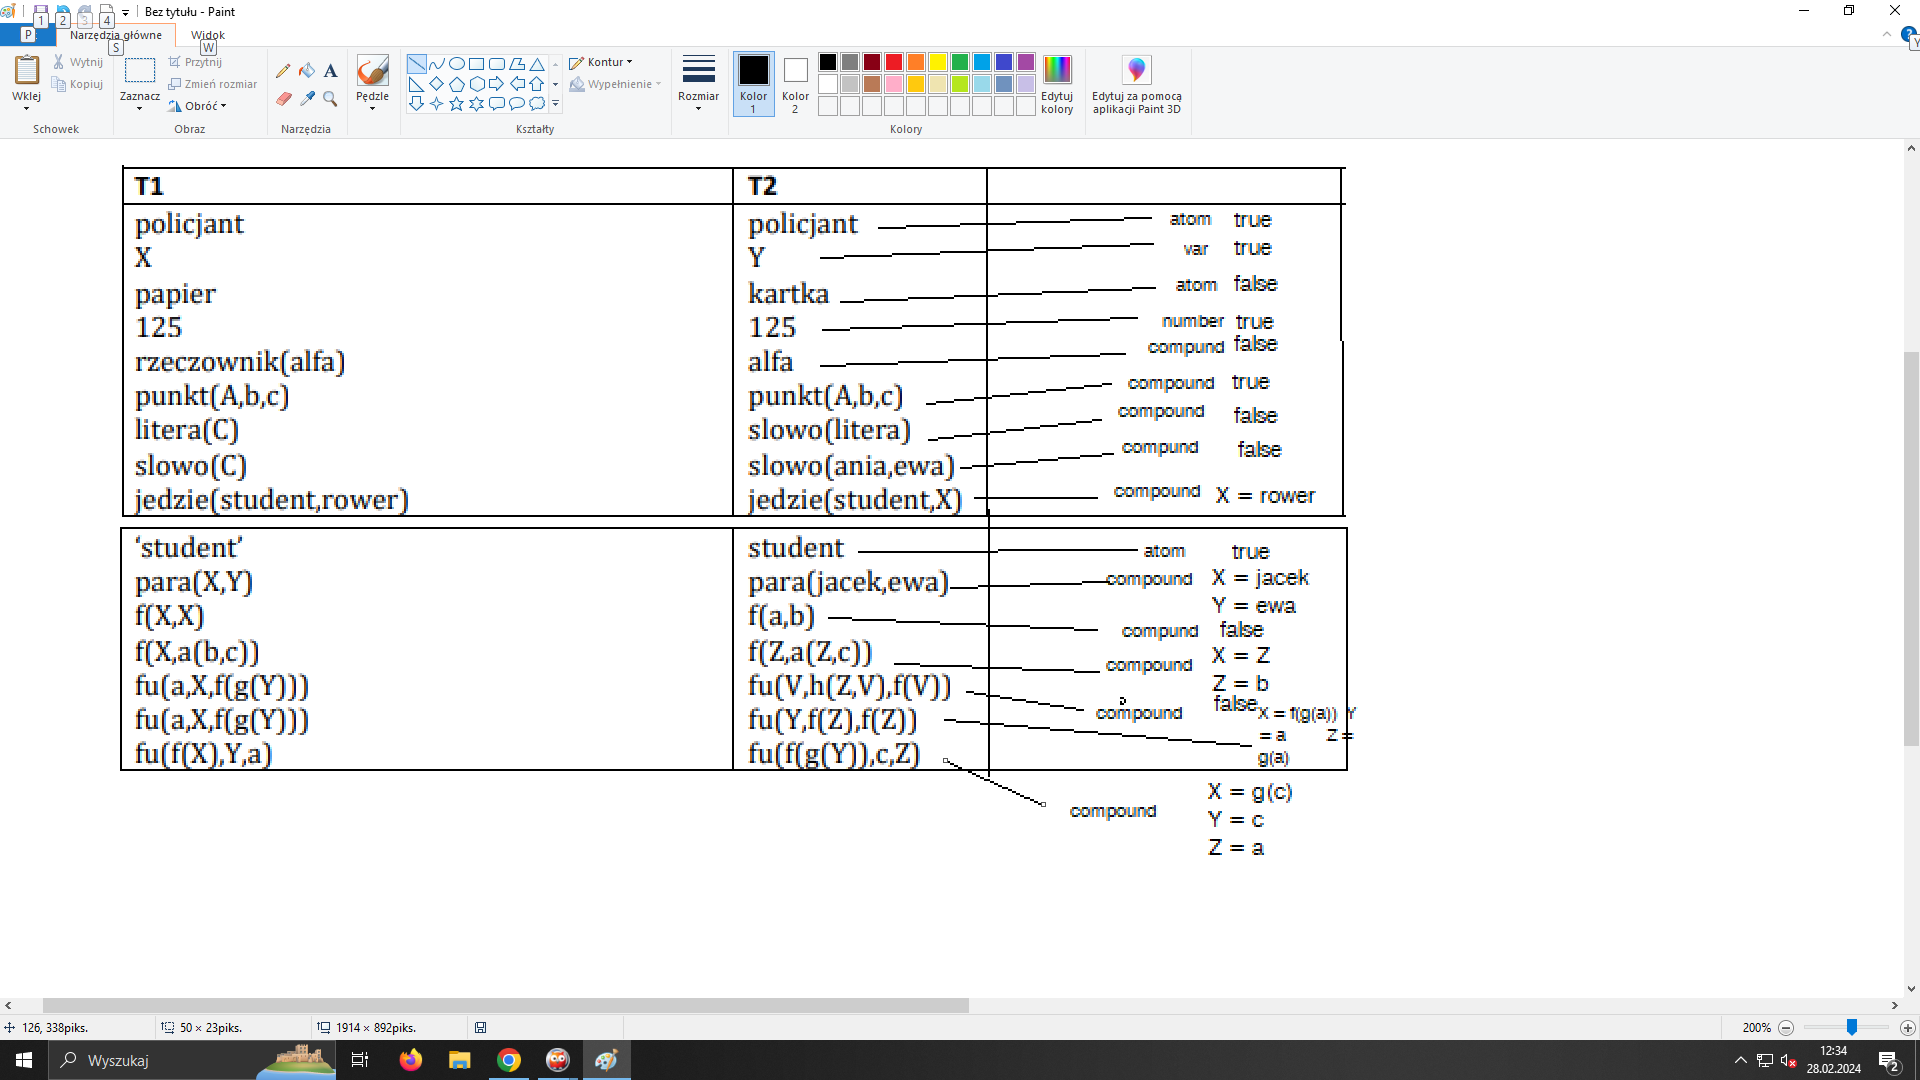 Bez tytułu - Paint
1 2 3 4
P Narzędzia główne Widok
S W Y
Wklej Wytnij Kopiuj
Schowek
Zaznacz Przytnij Zmień rozmiar Obróć
Obraz
Narzędzia
Pędzle
Kontur Wypełnienie
Kształty
Rozmiar
Kolor 1
Kolor 2
Edytuj kolory
Kolory
Edytuj za pomocą aplikacji Paint 3D
T1 T2
policjant policjant atom true
X Y var true
papier kartka atom false
125 125 number true
rzeczownik(alfa) alfa compund false
punkt(A,b,c) punkt(A,b,c) compound true
litera(C) slowo(litera) compound false
slowo(C) slowo(ania,ewa) compund false
jedzie(student,rower) jedzie(student,X) compound X = rower
‘student’ student atom true
para(X,Y) para(jacek,ewa) compound X = jacek
Y = ewa
f(X,X) f(a,b) compund false
f(X,a(b,c)) f(Z,a(Z,c)) compound X = Z
Z = b
fu(a,X,f(g(Y))) fu(V,h(Z,V),f(V)) compound false
fu(a,X,f(g(Y))) fu(Y,f(Z),f(Z)) X = f(g(a)) Y
= a Z =
g(a)
fu(f(X),Y,a) fu(f(g(Y)),c,Z) compound X = g(c)
Y = c
Z = a
126, 338piks. 50 × 23piks. 1914 × 892piks. 200%
Wyszukaj
12:34
28.02.2024
2